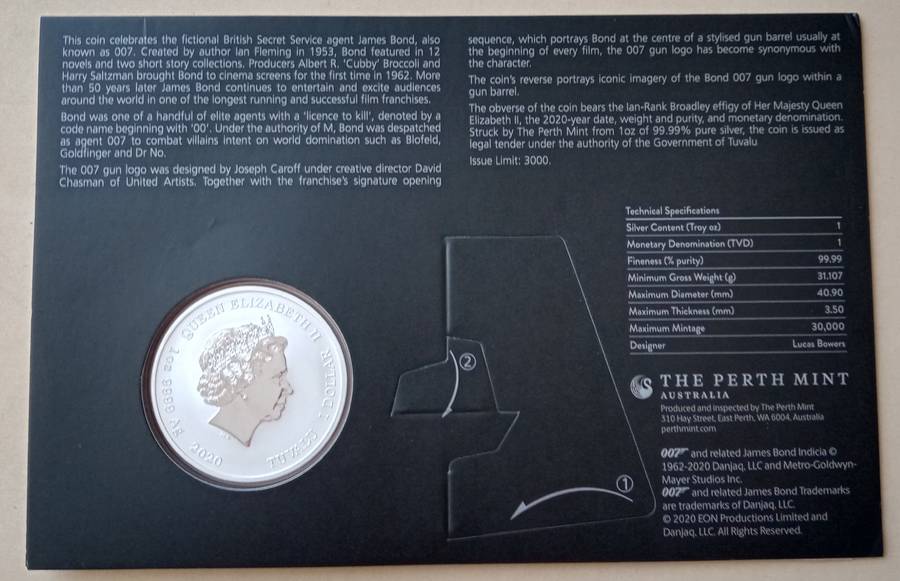 This coin celebrates the fictional British Secret Service agent James Bond, also
known as 007. Created by author Ian Fleming in 1953, Bond featured in 12
novels and two short story collections. Producers Albert R. 'Cubby' Broccoli and
Harry Saltzman brought Bond to cinema screens for the first time in 1962. More
than 50 years later James Bond continues to entertain and excite audiences
around the world in one of the longest running and successful film franchises.
Bond was one of a handful of elite agents with a 'licence to kill', denoted by a
code name beginning with '00'. Under the authority of M, Bond was despatched
as agent 007 to combat villains intent on world domination such as Blofeld,
Goldfinger and Dr No.
The 007 gun logo was designed by Joseph Caroff under creative director David
Chasman of United Artists. Together with the franchise's signature opening
sequence, which portrays Bond at the centre of a stylised gun barrel usually at
the beginning of every film, the 007 gun logo has become synonymous with
the character.
The coin's reverse portrays iconic imagery of the Bond 007 gun logo within a
gun barrel.
The obverse of the coin bears the Ian-Rank Broadley effigy of Her Majesty Queen
Elizabeth II, the 2020-year date, weight and purity, and monetary denomination.
Struck by The Perth Mint from 1oz of 99.99% pure silver, the coin is issued as
legal tender under the authority of the Government of Tuvalu
Issue Limit: 3000.
Technical Specifications
Silver Content (Troy oz) 1
Monetary Denomination (TVD) 1
Fineness (% purity) 99.99
Minimum Gross Weight (g) 31.107
Maximum Diameter (mm) 40.90
Maximum Thickness (mm) 3.50
Maximum Mintage 30,000
Designer Lucas Bowers
THE PERTH MINT
AUSTRALIA
Produced and inspected by The Perth Mint
310 Hay Street, East Perth, WA 6004, Australia
perthmint.com
007 and related James Bond Indicia ©
1962-2020 Danjaq, LLC and Metro-Goldwyn-
Mayer Studios Inc.
007 and related James Bond Trademarks
are trademarks of Danjaq, LLC.
© 2020 EON Productions Limited and
Danjaq, LLC. All Rights Reserved.
QUEEN ELIZABETH II
1oz 9999 Ag
2020
TUVALU 1 DOLLAR
2
1